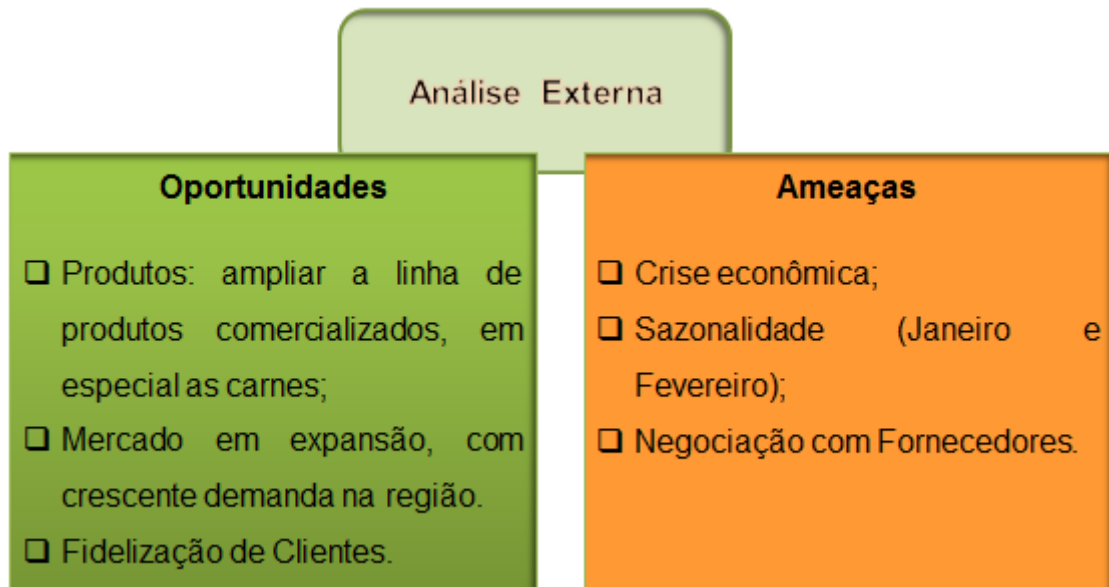 Análise Externa
Oportunidades
❑ Produtos: ampliar a linha de
produtos comercializados, em
especial as carnes;
❑ Mercado em expansão, com
crescente demanda na região.
❑ Fidelização de Clientes.
Ameaças
❑ Crise econômica;
❑ Sazonalidade (Janeiro e
Fevereiro);
❑ Negociação com Fornecedores.